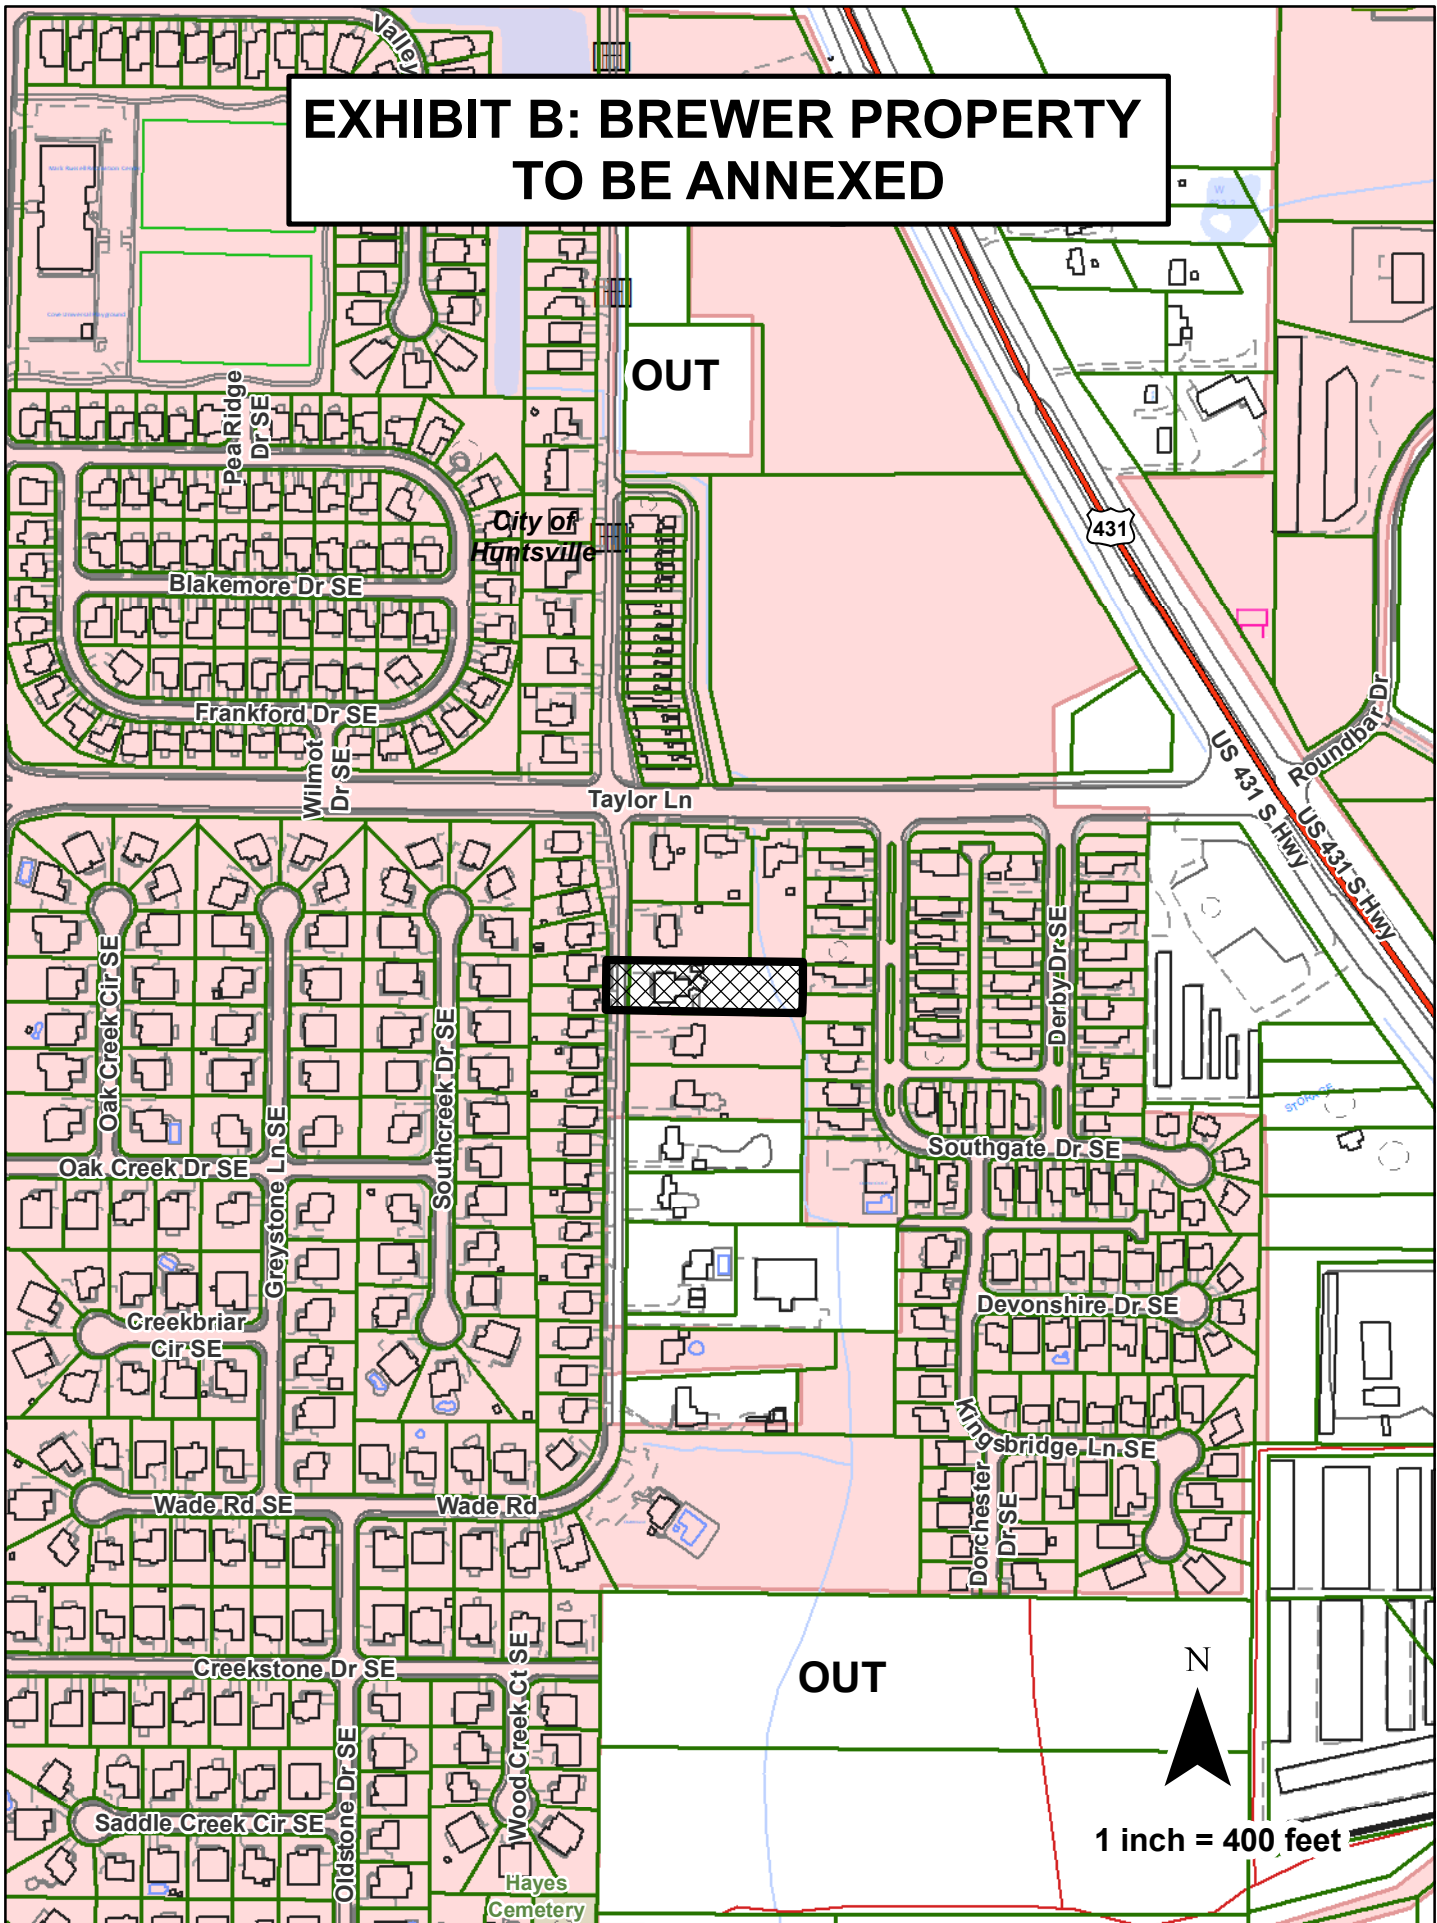 Valley
EXHIBIT B: BREWER PROPERTY
TO BE ANNEXED
W
OUT
Pea Ridge
Dr SE
City of
Huntsville
431
Blakemore Dr SE
Frankford Dr SE
Wilmot
Dr SE
Taylor Ln
Roundbar Dr
US 431 S Hwy
US 431 S Hwy
Oak Creek Cir SE
Southcreek Dr SE
Derby Dr SE
STORAGE
Oak Creek Dr SE
Greystone Ln SE
Southgate Dr SE
Devonshire Dr SE
Creekbriar
Cir SE
Kingsbridge Ln SE
Dorchester
Dr SE
Wade Rd SE
Wade Rd
Creekstone Dr SE
Wood Creek Ct SE
OUT
N
Oldstone Dr SE
Saddle Creek Cir SE
1 inch = 400 feet
Hayes
Cemetery